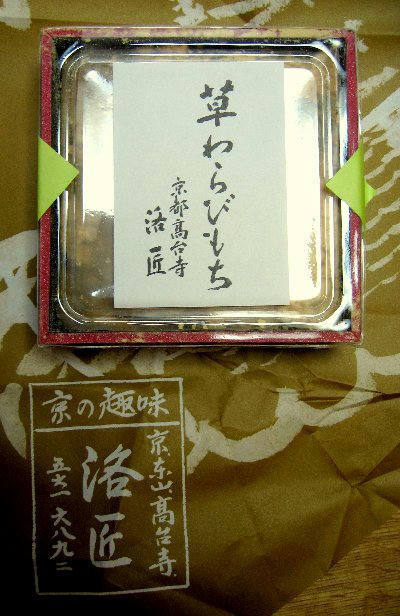 草わらびもち
京都高台寺
洛匠
京の趣味
京東山高台寺
洛匠
五六一六八九二